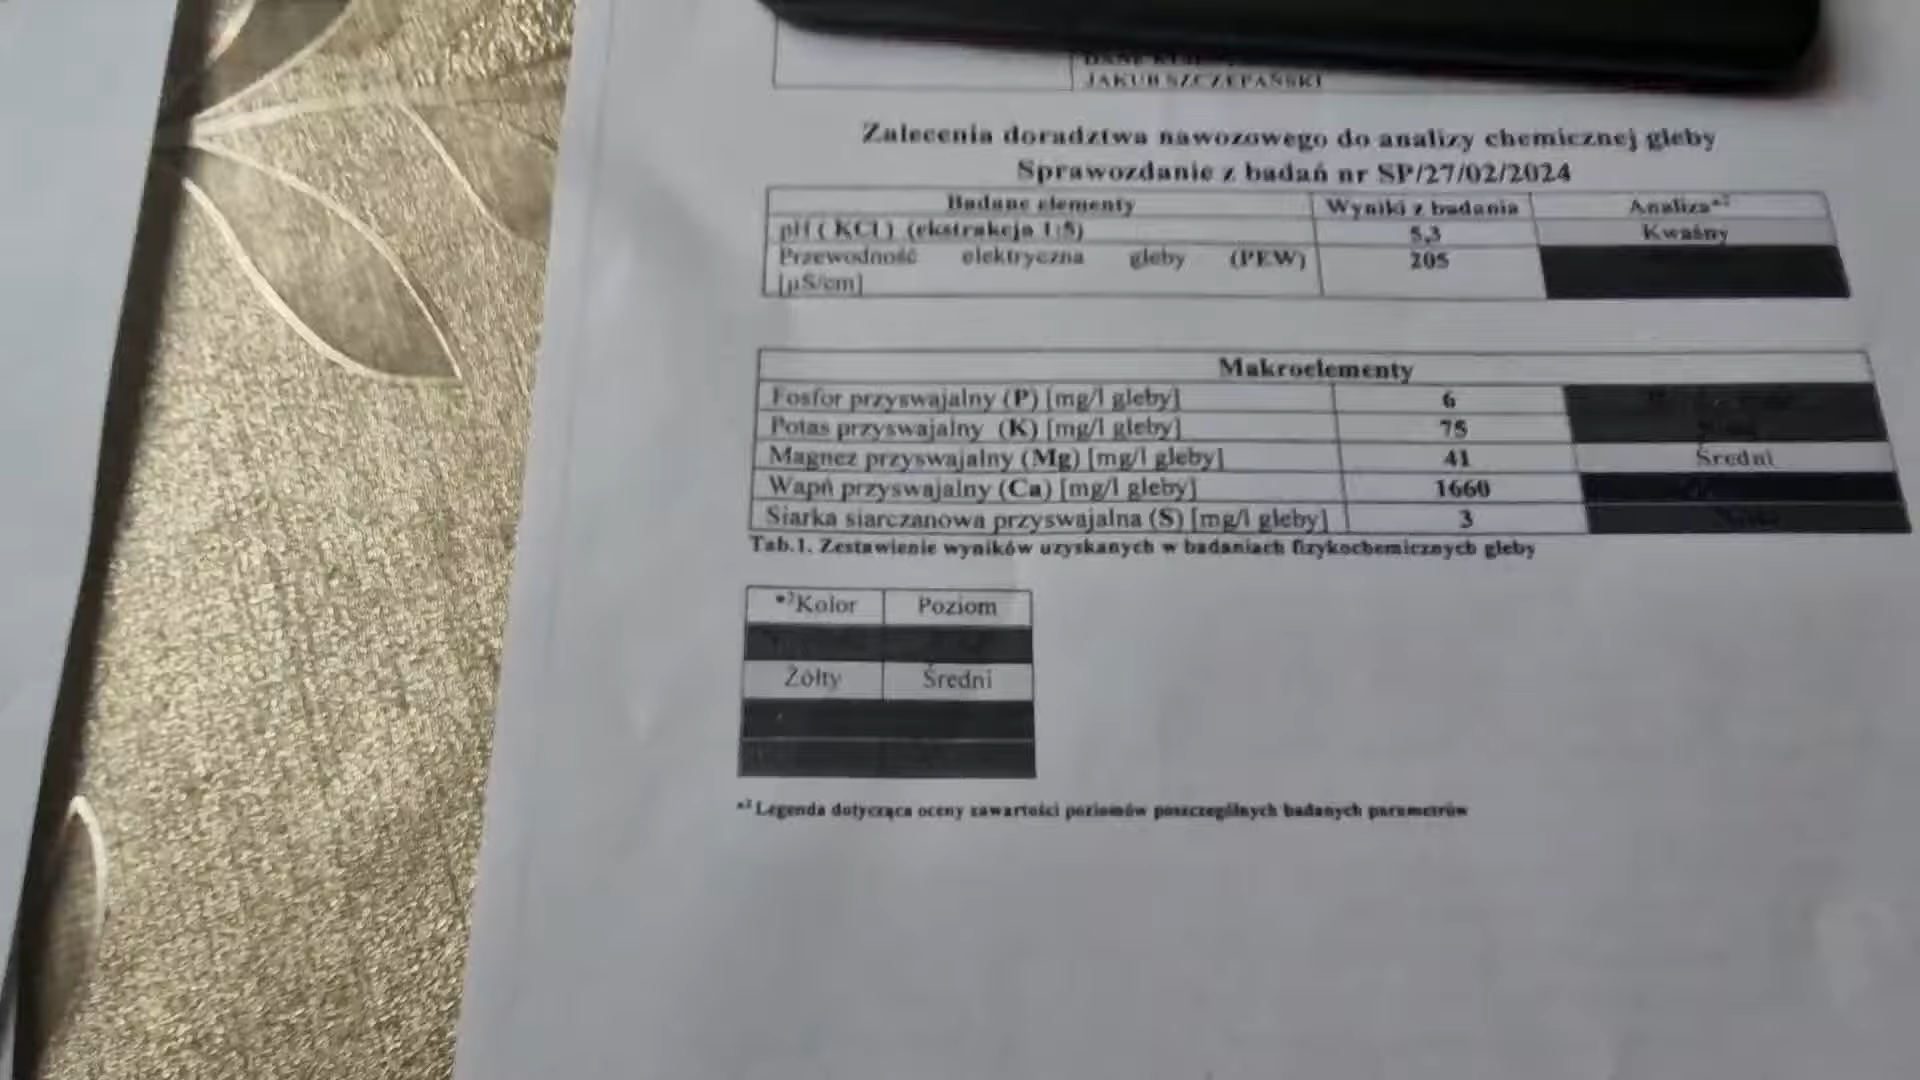 JAKUB SZCZEPAŃSKI
Zalecenia doradztwa nawozowego do analizy chemicznej gleby
Sprawozdanie z badań nr SP/27/02/2024
Badane elementy Wyniki z badania Analiza*²
pH ( KCl ) (ekstrakcja 1:5) 5,3 Kwaśny
Przewodność elektryczna gleby (PEW) 205
[µS/cm]
Makroelementy
Fosfor przyswajalny (P) [mg/l gleby] 6
Potas przyswajalny (K) [mg/l gleby] 75
Magnez przyswajalny (Mg) [mg/l gleby] 41 Średni
Wapń przyswajalny (Ca) [mg/l gleby] 1660
Siarka siarczanowa przyswajalna (S) [mg/l gleby] 3
Tab.1. Zestawienie wyników uzyskanych w badaniach fizykochemicznych gleby
*²Kolor Poziom
Żółty Średni
*² Legenda dotycząca oceny zawartości poziomów poszczególnych badanych parametrów